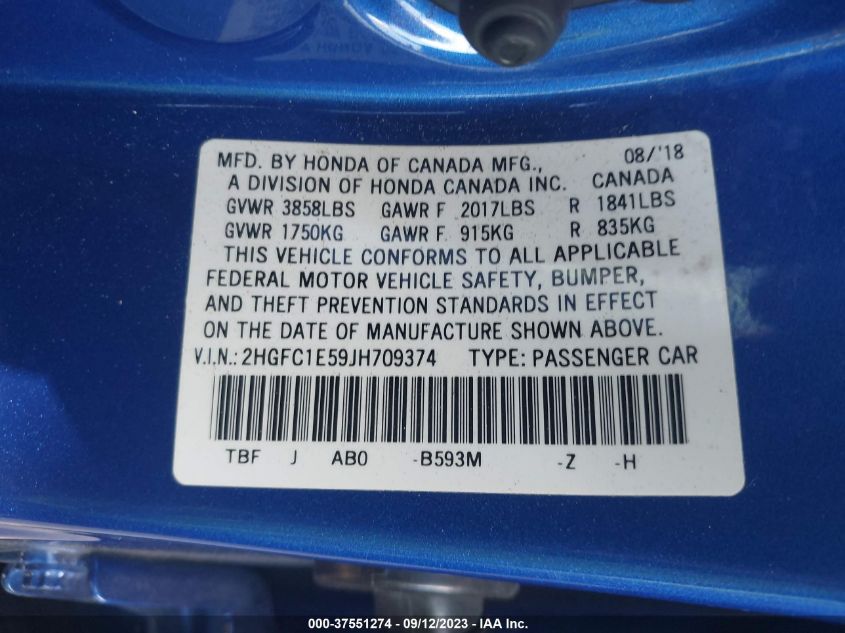 MFD. BY HONDA OF CANADA MFG., 08/'18
A DIVISION OF HONDA CANADA INC. CANADA
GVWR 3858LBS GAWR F 2017LBS R 1841LBS
GVWR 1750KG GAWR F 915KG R 835KG
THIS VEHICLE CONFORMS TO ALL APPLICABLE
FEDERAL MOTOR VEHICLE SAFETY, BUMPER,
AND THEFT PREVENTION STANDARDS IN EFFECT
ON THE DATE OF MANUFACTURE SHOWN ABOVE.
V.I.N.: 2HGFC1E59JH709374 TYPE: PASSENGER CAR
TBF J AB0 -B593M -Z -H
000-37551274 - 09/12/2023 - IAA Inc.